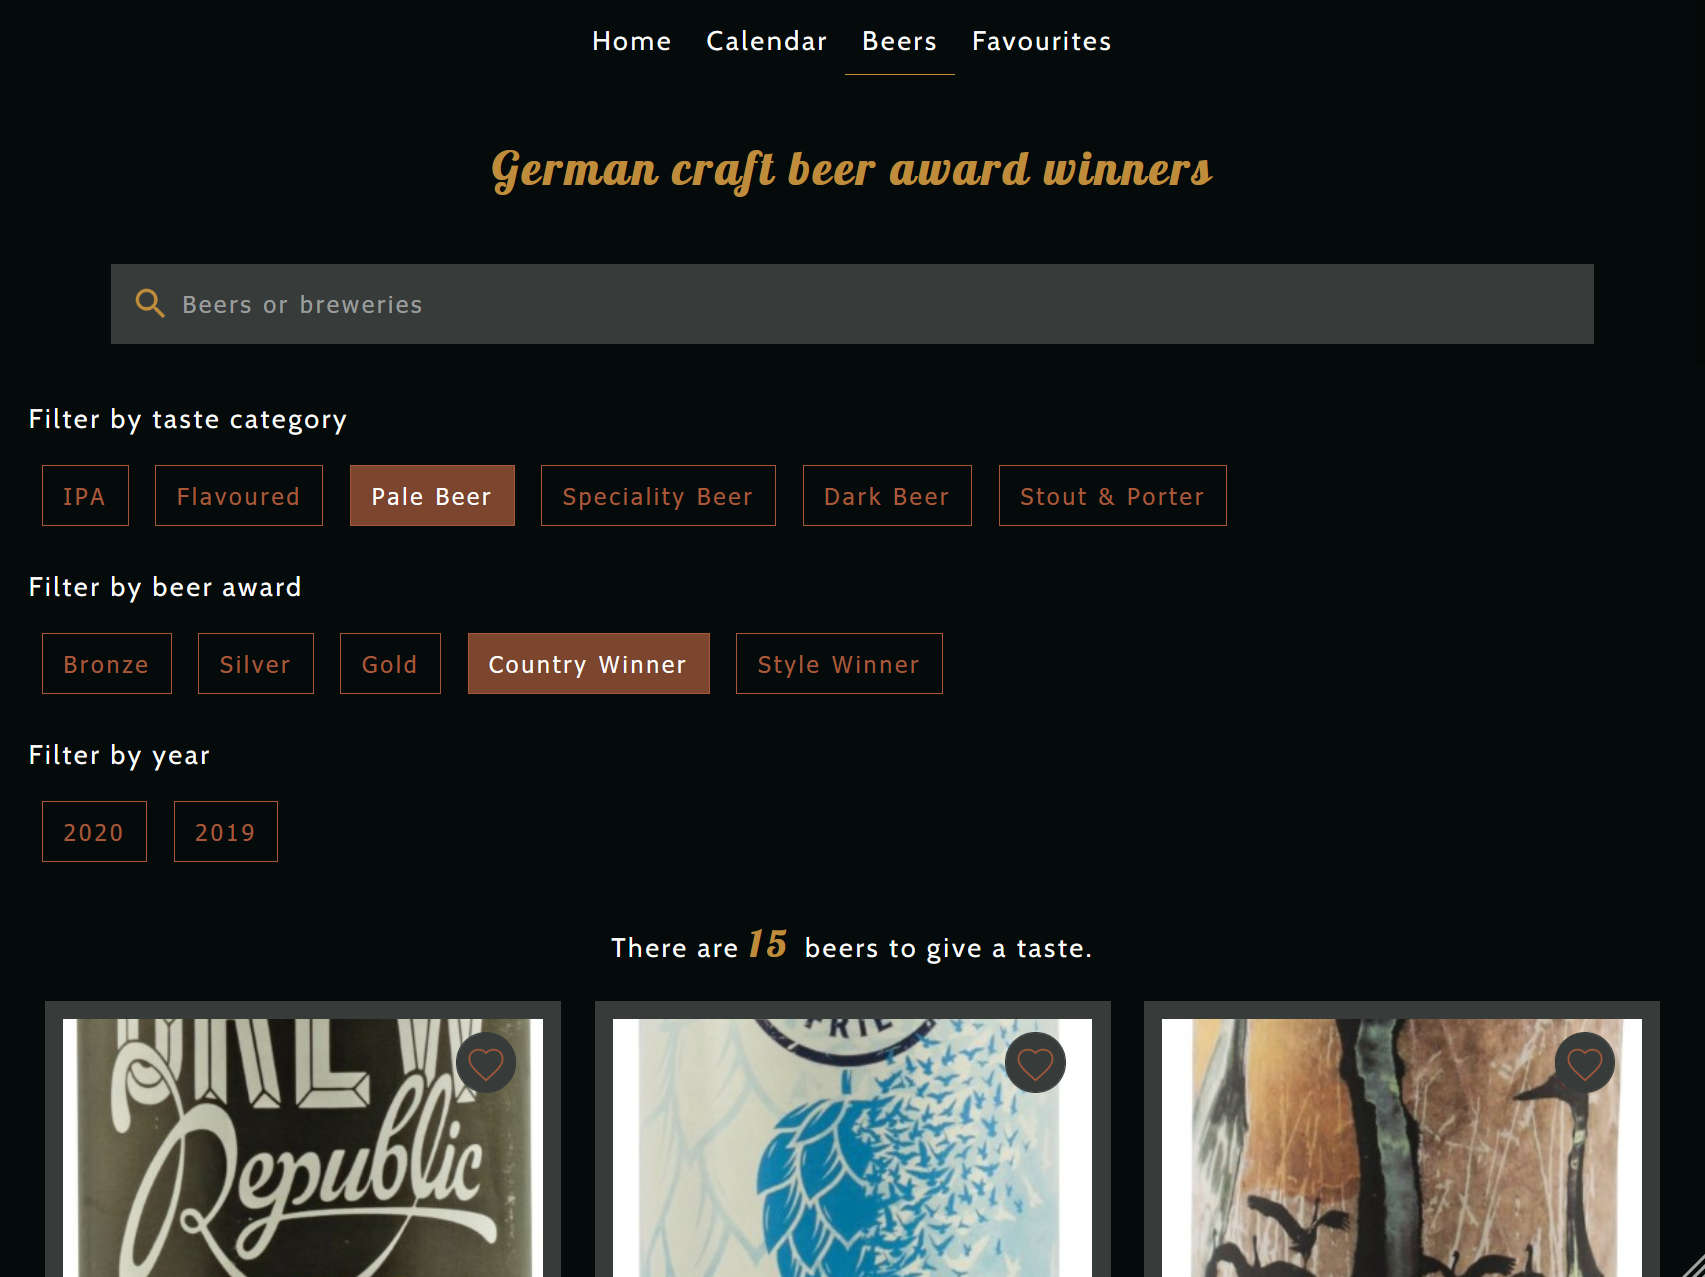 Home Calendar Beers Favourites
German craft beer award winners
Beers or breweries
Filter by taste category
IPA Flavoured Pale Beer Speciality Beer Dark Beer Stout & Porter
Filter by beer award
Bronze Silver Gold Country Winner Style Winner
Filter by year
2020 2019
There are 15 beers to give a taste.
BREW
Republic